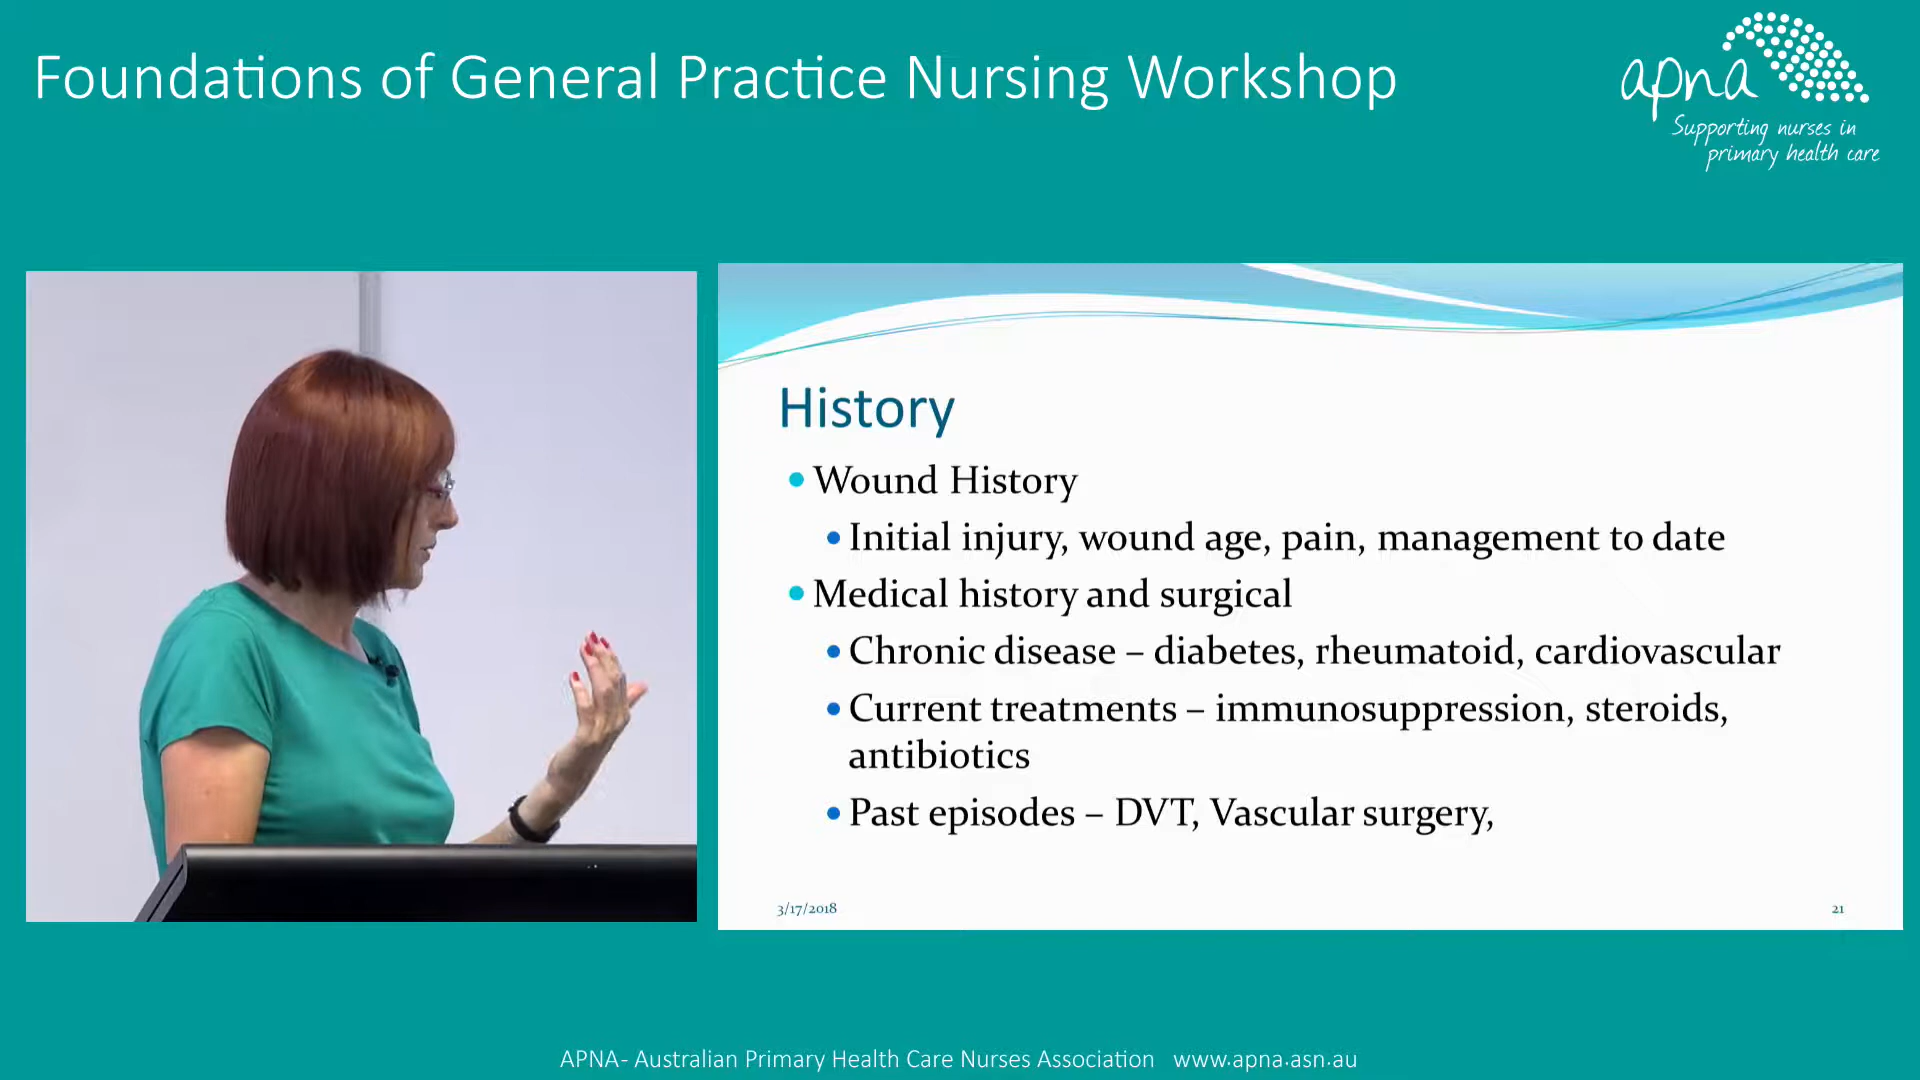 Foundations of General Practice Nursing Workshop
apna
Supporting nurses in
primary health care
History
Wound History
Initial injury, wound age, pain, management to date
Medical history and surgical
Chronic disease – diabetes, rheumatoid, cardiovascular
Current treatments – immunosuppression, steroids,
antibiotics
Past episodes – DVT, Vascular surgery,
3/17/2018
21
APNA- Australian Primary Health Care Nurses Association www.apna.asn.au